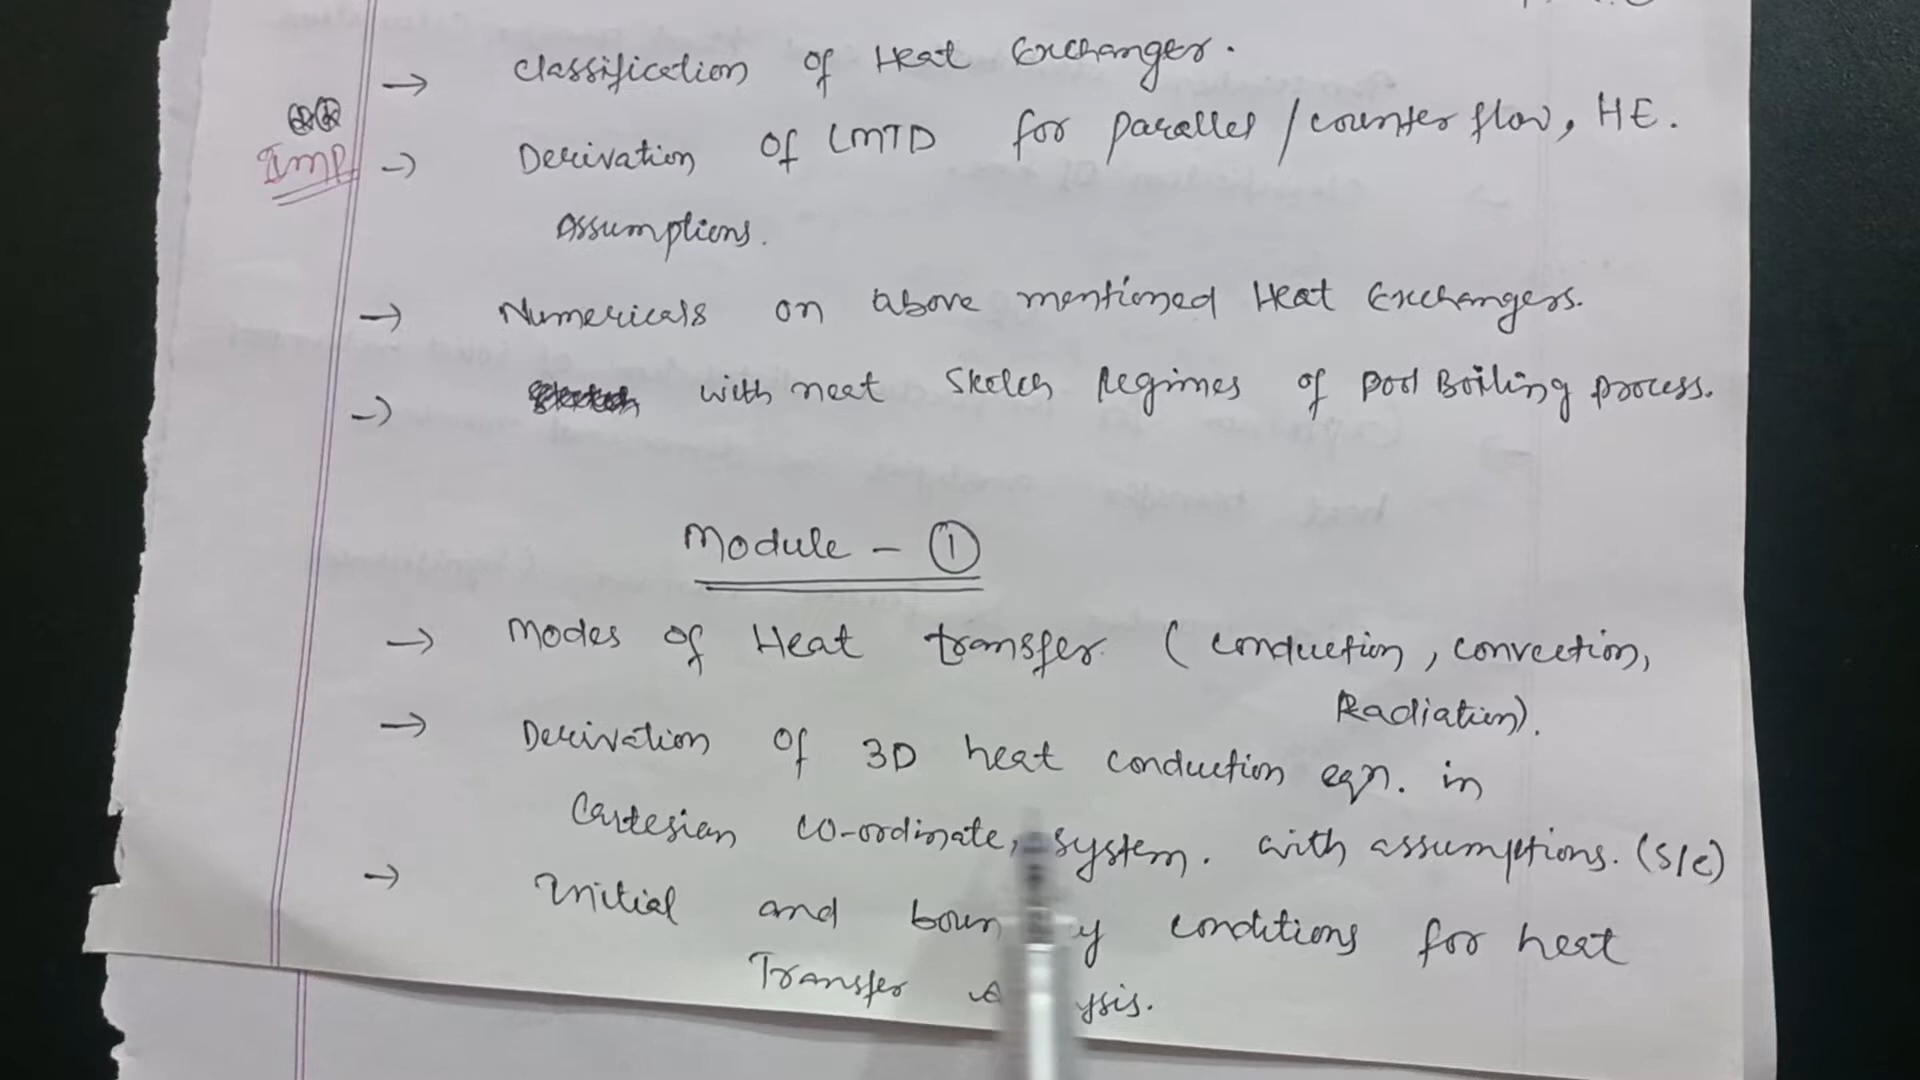 → Classification of Heat Exchanger.
Imp → Derivation of LMTD for parallel / counter flow, HE.
Assumptions.
→ Numericals on above mentioned Heat Exchangers.
→ with neat Sketch Regimes of pool Boiling process.
Module - ①
→ Modes of Heat transfer (conduction, convection,
Radiation).
→ Derivation of 3D heat conduction eqn. in
Cartesian co-ordinate, system. with assumptions. (S/C)
→ Initial and conditions for heat
Transfer